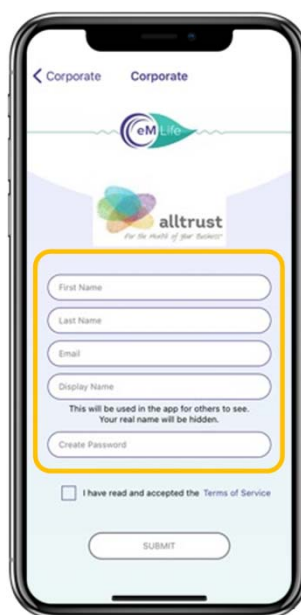 Corporate
Corporate
eM Life
alltrust
For the Health of Your Business
First Name
Last Name
Email
Display Name
This will be used in the app for others to see.
Your real name will be hidden.
Create Password
I have read and accepted the Terms of Service
SUBMIT